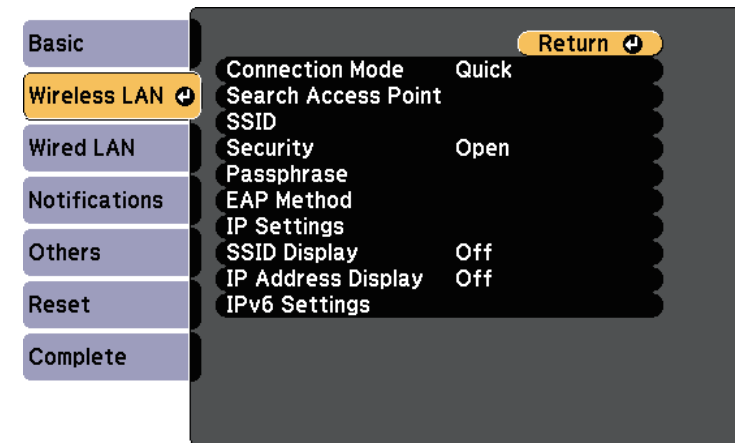 Basic
Wireless LAN
Wired LAN
Notifications
Others
Reset
Complete
Return
Connection Mode Quick
Search Access Point
SSID
Security Open
Passphrase
EAP Method
IP Settings
SSID Display Off
IP Address Display Off
IPv6 Settings